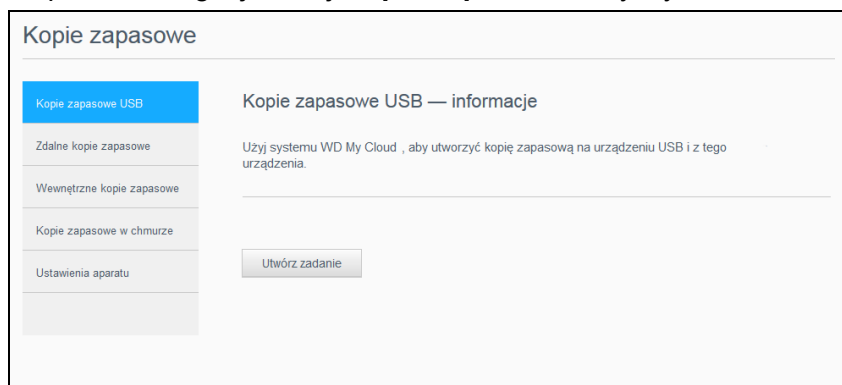 Kopie zapasowe
Kopie zapasowe USB
Zdalne kopie zapasowe
Wewnętrzne kopie zapasowe
Kopie zapasowe w chmurze
Ustawienia aparatu
Kopie zapasowe USB — informacje
Użyj systemu WD My Cloud , aby utworzyć kopię zapasową na urządzeniu USB i z tego
urządzenia.
Utwórz zadanie